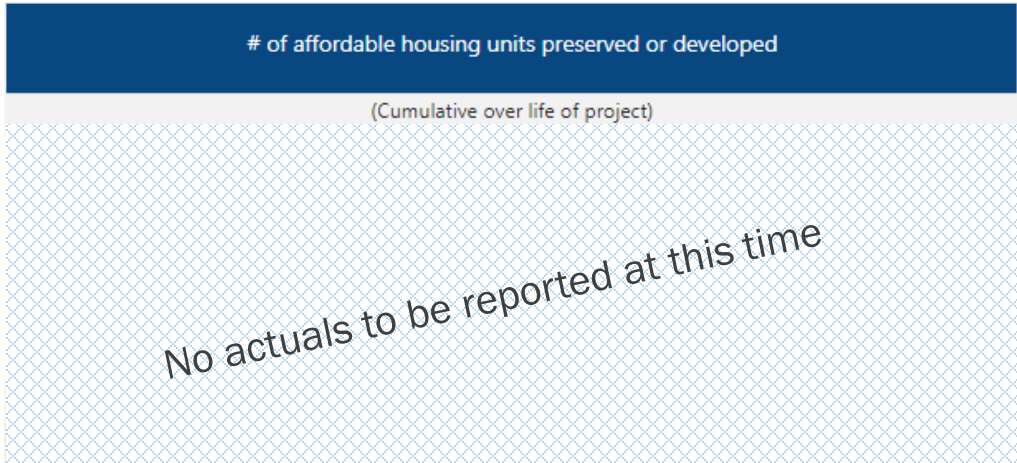 # of affordable housing units preserved or developed
(Cumulative over life of project)
No actuals to be reported at this time